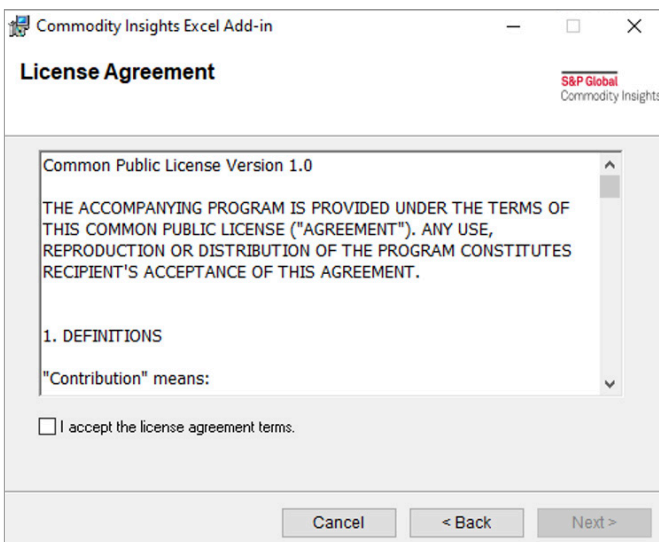 Commodity Insights Excel Add-in
License Agreement
S&P Global
Commodity Insights
Common Public License Version 1.0
THE ACCOMPANYING PROGRAM IS PROVIDED UNDER THE TERMS OF
THIS COMMON PUBLIC LICENSE ("AGREEMENT"). ANY USE,
REPRODUCTION OR DISTRIBUTION OF THE PROGRAM CONSTITUTES
RECIPIENT'S ACCEPTANCE OF THIS AGREEMENT.
1. DEFINITIONS
"Contribution" means:
I accept the license agreement terms.
Cancel
< Back
Next >